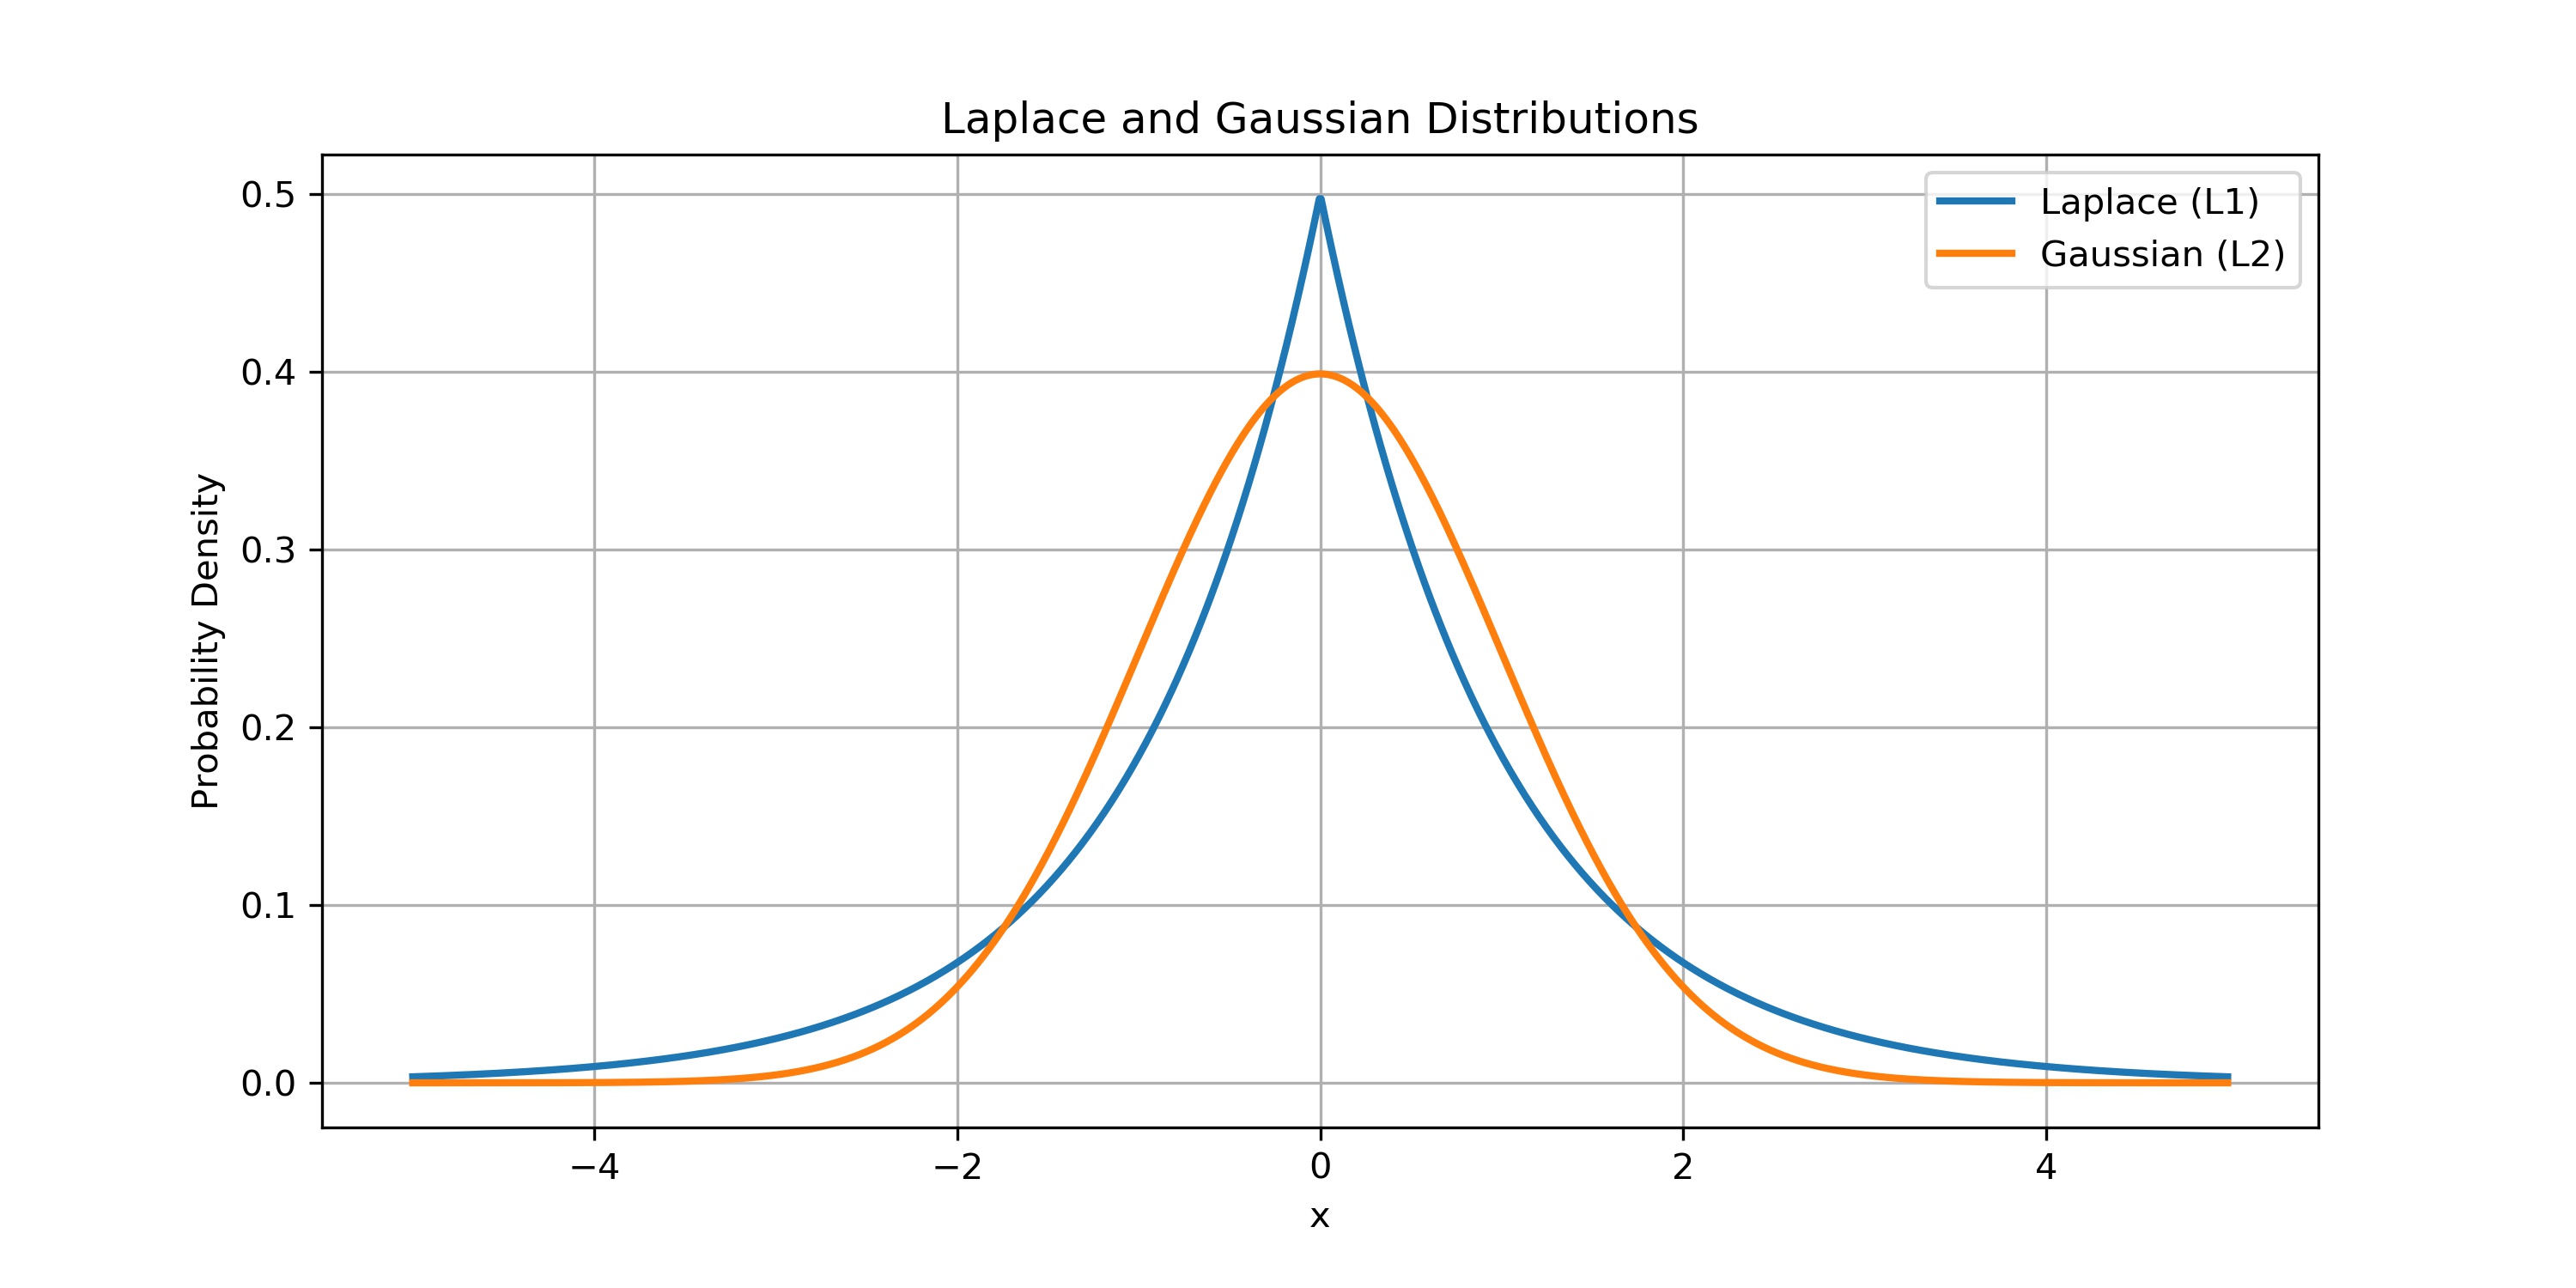 Laplace and Gaussian Distributions
Laplace (L1)
Gaussian (L2)
Probability Density
0.5
0.4
0.3
0.2
0.1
0.0
−4 −2 0 2 4
x